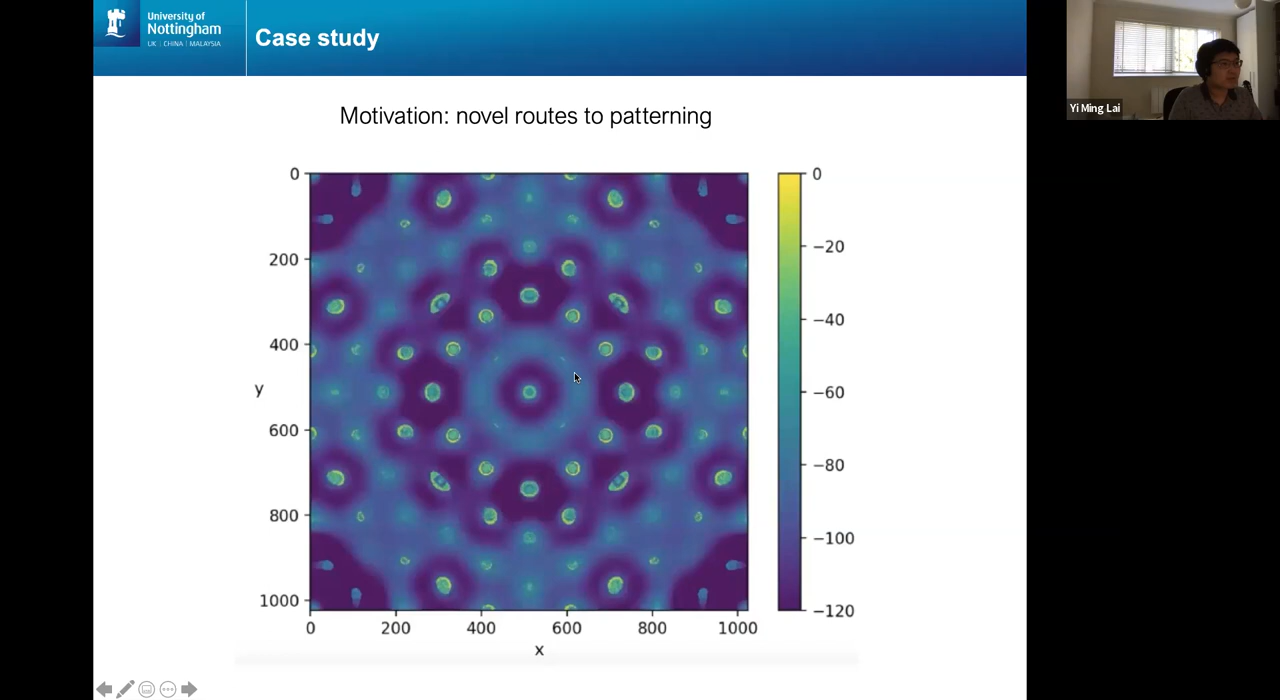 University of
Nottingham
UK | CHINA | MALAYSIA
Case study
Yi Ming Lai
Motivation: novel routes to patterning
0
200
400
y
600
800
1000
0 200 400 600 800 1000
x
0
−20
−40
−60
−80
−100
−120